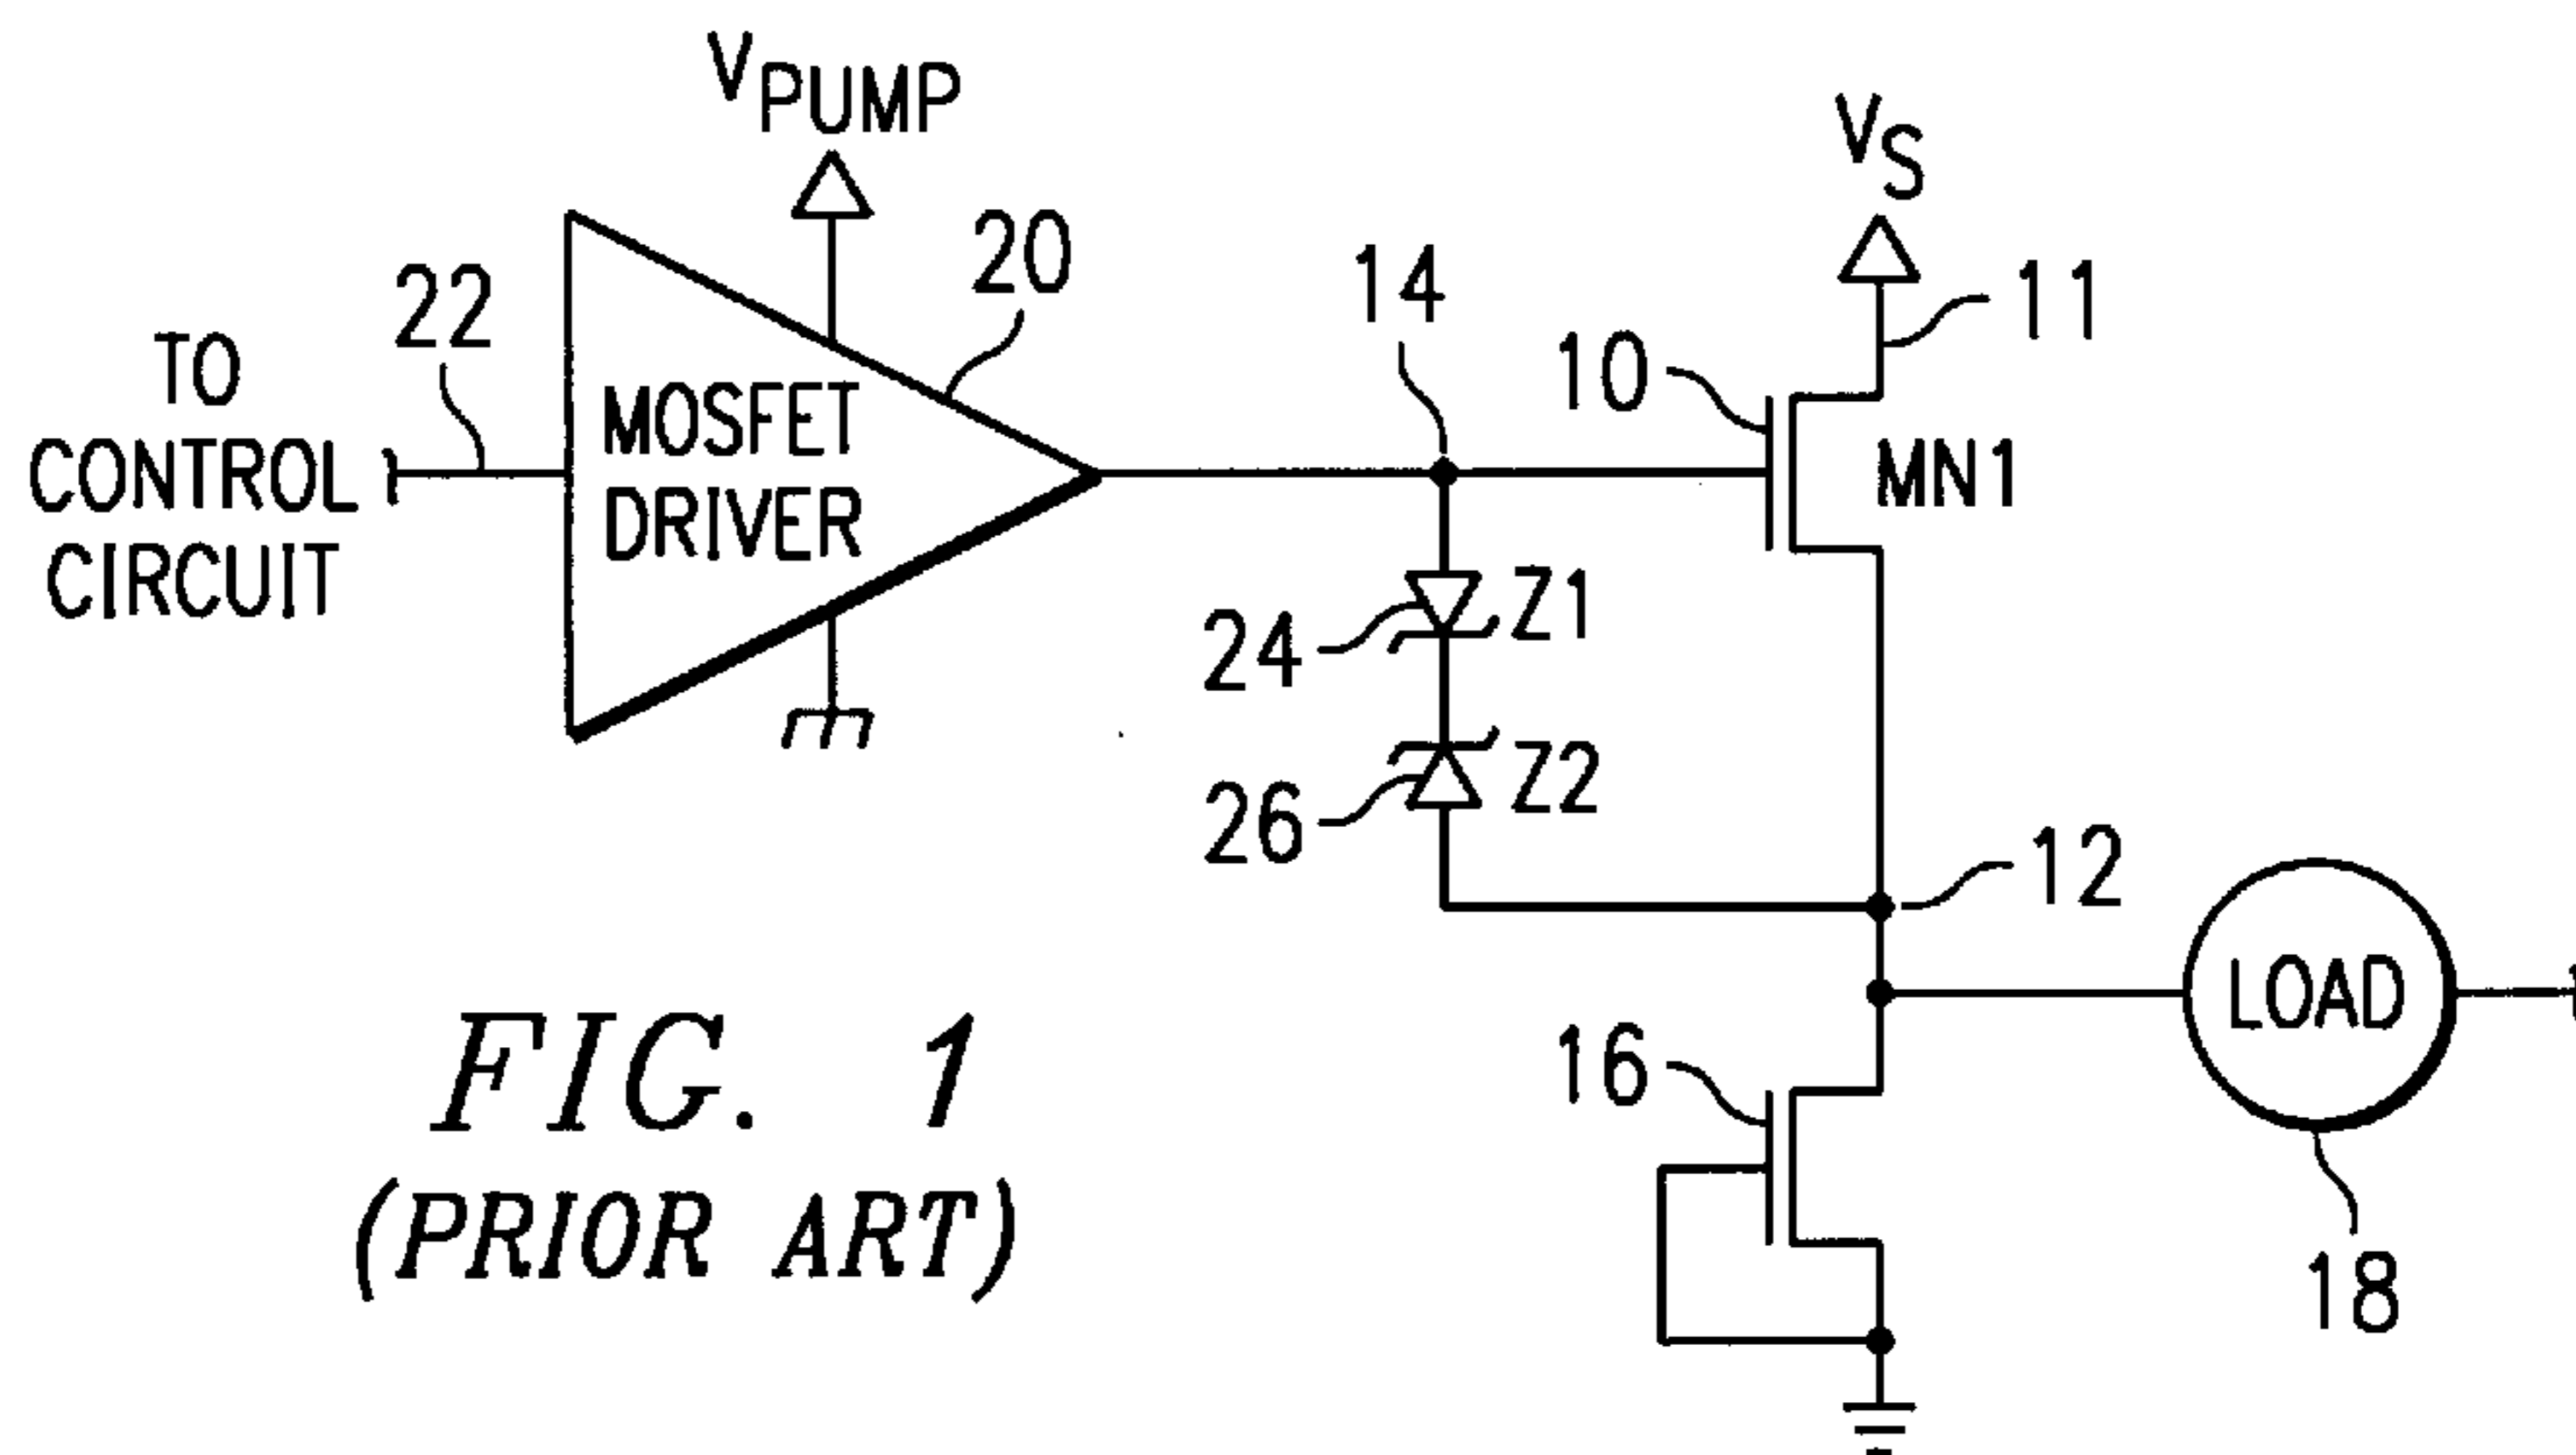 VPUMP
VS
22
20
14
11
10
TO
CONTROL
CIRCUIT
MOSFET
DRIVER
MN1
24
Z1
26
Z2
12
LOAD
16
18
FIG. 1
(PRIOR ART)